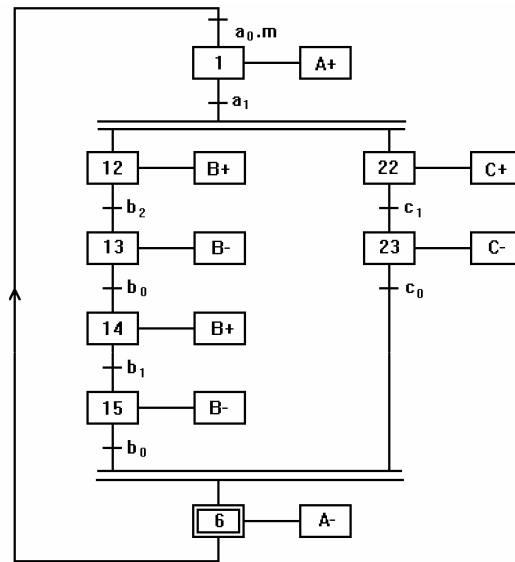 a₀.m
1 A+
a₁
12 B+ 22 C+
b₂ c₁
13 B- 23 C-
b₀ c₀
14 B+
b₁
15 B-
b₀
6 A-